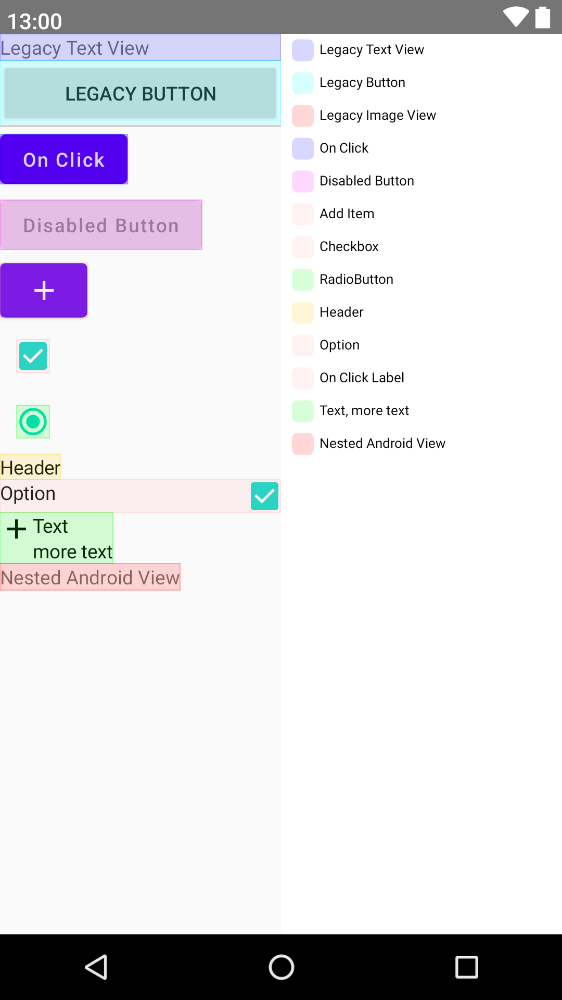 13:00
Legacy Text View
LEGACY BUTTON
On Click
Disabled Button
Header
Option
Text
more text
Nested Android View
Legacy Text View
Legacy Button
Legacy Image View
On Click
Disabled Button
Add Item
Checkbox
RadioButton
Header
Option
On Click Label
Text, more text
Nested Android View